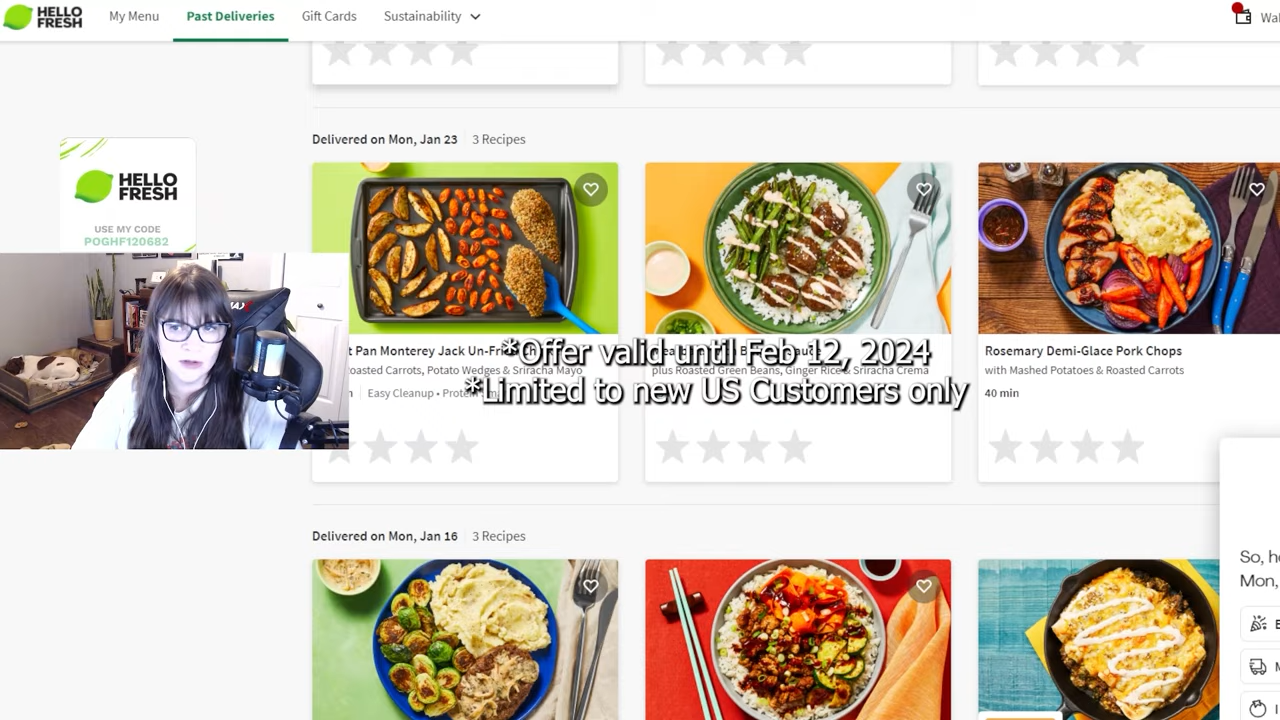 HELLO
FRESH
My Menu
Past Deliveries
Gift Cards
Sustainability
Delivered on Mon, Jan 23
3 Recipes
HELLO
FRESH
USE MY CODE
POGHF120682
t Pan Monterey Jack Un-Fri
Rosemary Demi-Glace Pork Chops
oasted Carrots, Potato Wedges & Sriracha Mayo
plus Roasted Green Beans, Ginger Rice & Sriracha Crema
with Mashed Potatoes & Roasted Carrots
*Offer valid until Feb 12, 2024
*Limited to new US Customers only
Easy Cleanup •
40 min
Delivered on Mon, Jan 16
3 Recipes
So, h
Mon,